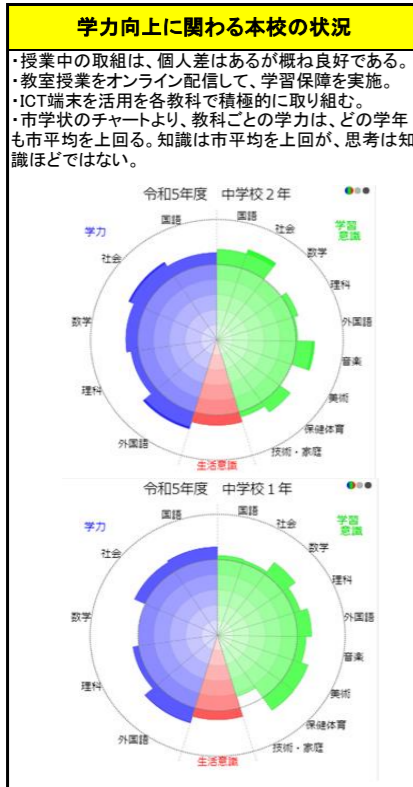 学力向上に関わる本校の状況
・授業中の取組は、個人差はあるが概ね良好である。
・教室授業をオンライン配信して、学習保障を実施。
・ICT端末を活用を各教科で積極的に取り組む。
・市学状のチャートより、教科ごとの学力は、どの学年
も市平均を上回る。知識は市平均を上回が、思考は知
識ほどではない。
令和5年度 中学校2年
学力
国語
国語
学習
意識
社会
社会
数学
数学
理科
理科
外国語
外国語
音楽
美術
保健体育
技術・家庭
生活意識
令和5年度 中学校1年
学力
国語
国語
学習
意識
社会
社会
数学
数学
理科
理科
外国語
外国語
音楽
美術
保健体育
技術・家庭
生活意識